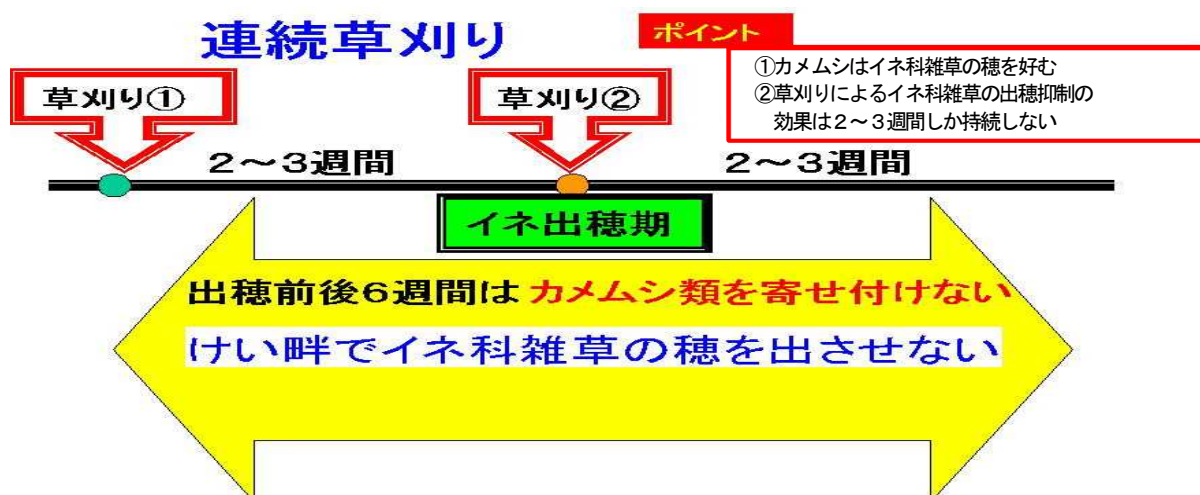 連続草刈り
ポイント
①カメムシはイネ科雑草の穂を好む
②草刈りによるイネ科雑草の出穂抑制の
効果は２～３週間しか持続しない
草刈り①
草刈り②
２～３週間
２～３週間
イネ出穂期
出穂前後６週間はカメムシ類を寄せ付けない
けい畔でイネ科雑草の穂を出させない